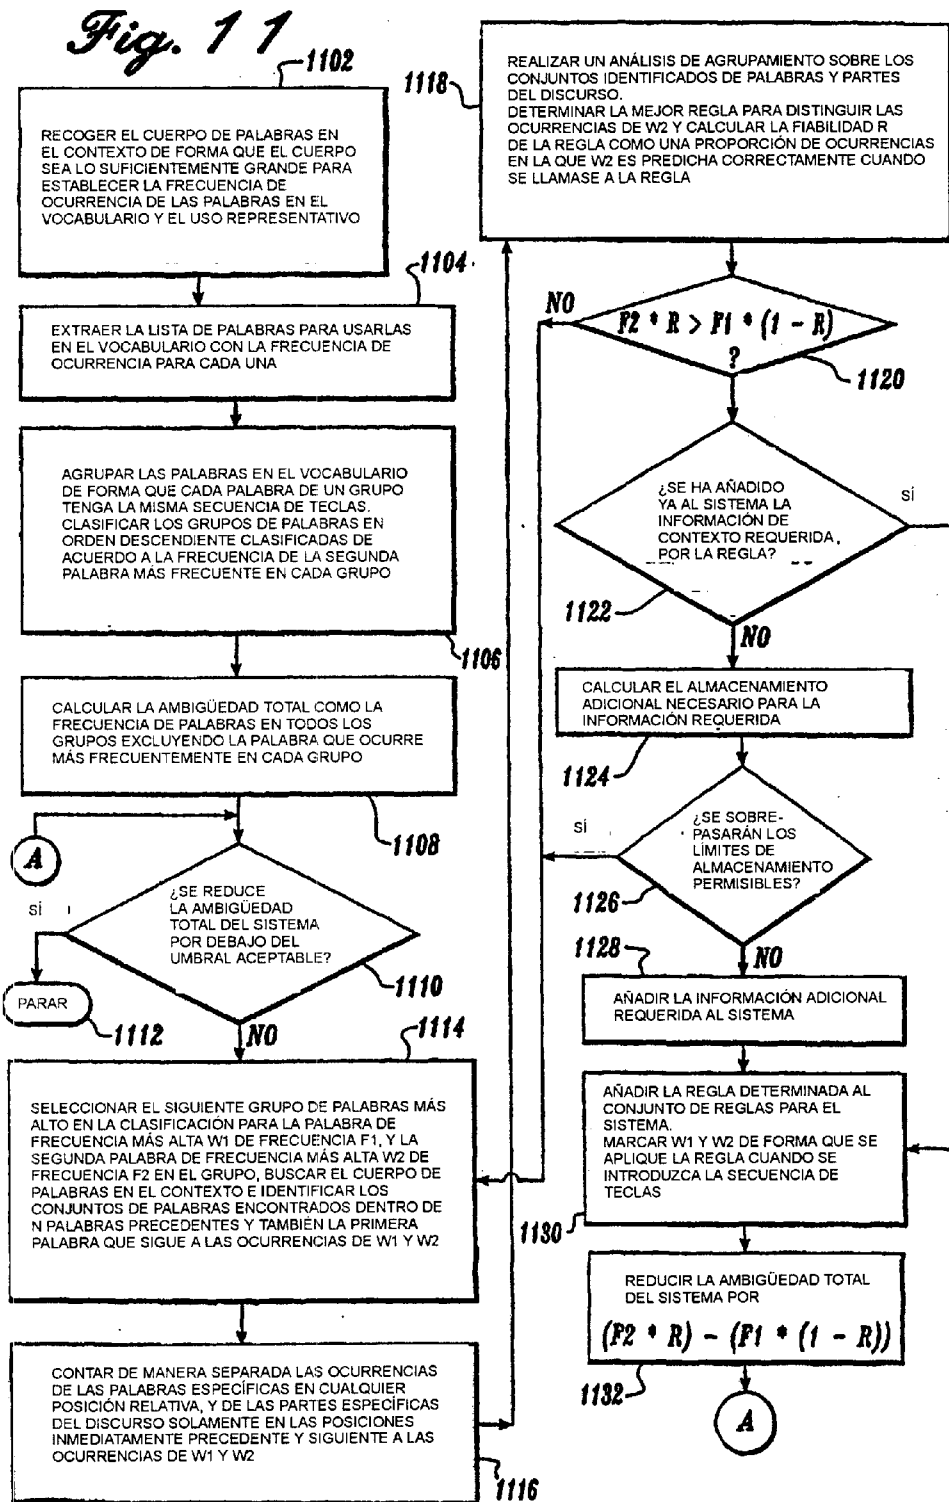 Fig. 11
1102
RECOGER EL CUERPO DE PALABRAS EN
EL CONTEXTO DE FORMA QUE EL CUERPO
SEA LO SUFICIENTEMENTE GRANDE PARA
ESTABLECER LA FRECUENCIA DE
OCURRENCIA DE LAS PALABRAS EN EL
VOCABULARIO Y EL USO REPRESENTATIVO
1104
EXTRAER LA LISTA DE PALABRAS PARA USARLAS
EN EL VOCABULARIO CON LA FRECUENCIA DE
OCURRENCIA PARA CADA UNA
AGRUPAR LAS PALABRAS EN EL VOCABULARIO
DE FORMA QUE CADA PALABRA DE UN GRUPO
TENGA LA MISMA SECUENCIA DE TECLAS.
CLASIFICAR LOS GRUPOS DE PALABRAS EN
ORDEN DESCENDIENTE CLASIFICADAS DE
ACUERDO A LA FRECUENCIA DE LA SEGUNDA
PALABRA MÁS FRECUENTE EN CADA GRUPO
1106
CALCULAR LA AMBIGÜEDAD TOTAL COMO LA
FRECUENCIA DE PALABRAS EN TODOS LOS
GRUPOS EXCLUYENDO LA PALABRA QUE OCURRE
MÁS FRECUENTEMENTE EN CADA GRUPO
1108
A
¿SE REDUCE
LA AMBIGÜEDAD
TOTAL DEL SISTEMA
POR DEBAJO DEL
UMBRAL ACEPTABLE?
SÍ
1110
PARAR
1112
NO
1114
SELECCIONAR EL SIGUIENTE GRUPO DE PALABRAS MÁS
ALTO EN LA CLASIFICACIÓN PARA LA PALABRA DE
FRECUENCIA MÁS ALTA W1 DE FRECUENCIA F1, Y LA
SEGUNDA PALABRA DE FRECUENCIA MÁS ALTA W2 DE
FRECUENCIA F2 EN EL GRUPO, BUSCAR EL CUERPO DE
PALABRAS EN EL CONTEXTO E IDENTIFICAR LOS
CONJUNTOS DE PALABRAS ENCONTRADOS DENTRO DE
N PALABRAS PRECEDENTES Y TAMBIÉN LA PRIMERA
PALABRA QUE SIGUE A LAS OCURRENCIAS DE W1 Y W2
CONTAR DE MANERA SEPARADA LAS OCURRENCIAS
DE LAS PALABRAS ESPECÍFICAS EN CUALQUIER
POSICIÓN RELATIVA, Y DE LAS PARTES ESPECÍFICAS
DEL DISCURSO SOLAMENTE EN LAS POSICIONES
INMEDIATAMENTE PRECEDENTE Y SIGUIENTE A LAS
OCURRENCIAS DE W1 Y W2
1116
1118
REALIZAR UN ANÁLISIS DE AGRUPAMIENTO SOBRE LOS
CONJUNTOS IDENTIFICADOS DE PALABRAS Y PARTES
DEL DISCURSO.
DETERMINAR LA MEJOR REGLA PARA DISTINGUIR LAS
OCURRENCIAS DE W2 Y CALCULAR LA FIABILIDAD R
DE LA REGLA COMO UNA PROPORCIÓN DE OCURRENCIAS
EN LA QUE W2 ES PREDICHA CORRECTAMENTE CUANDO
SE LLAMASE A LA REGLA
NO
F2 * R > F1 * (1 - R)
?
1120
¿SE HA AÑADIDO
YA AL SISTEMA LA
INFORMACIÓN DE
CONTEXTO REQUERIDA,
POR LA REGLA?
SÍ
1122
NO
CALCULAR EL ALMACENAMIENTO
ADICIONAL NECESARIO PARA LA
INFORMACIÓN REQUERIDA
1124
SÍ
¿SE SOBRE-
PASARÁN LOS
LÍMITES DE
ALMACENAMIENTO
PERMISIBLES?
1126
1128
NO
AÑADIR LA INFORMACIÓN ADICIONAL
REQUERIDA AL SISTEMA
AÑADIR LA REGLA DETERMINADA AL
CONJUNTO DE REGLAS PARA EL
SISTEMA.
MARCAR W1 Y W2 DE FORMA QUE SE
APLIQUE LA REGLA CUANDO SE
INTRODUZCA LA SECUENCIA DE
TECLAS
1130
REDUCIR LA AMBIGÜEDAD TOTAL
DEL SISTEMA POR
(F2 * R) - (F1 * (1 - R))
1132
A